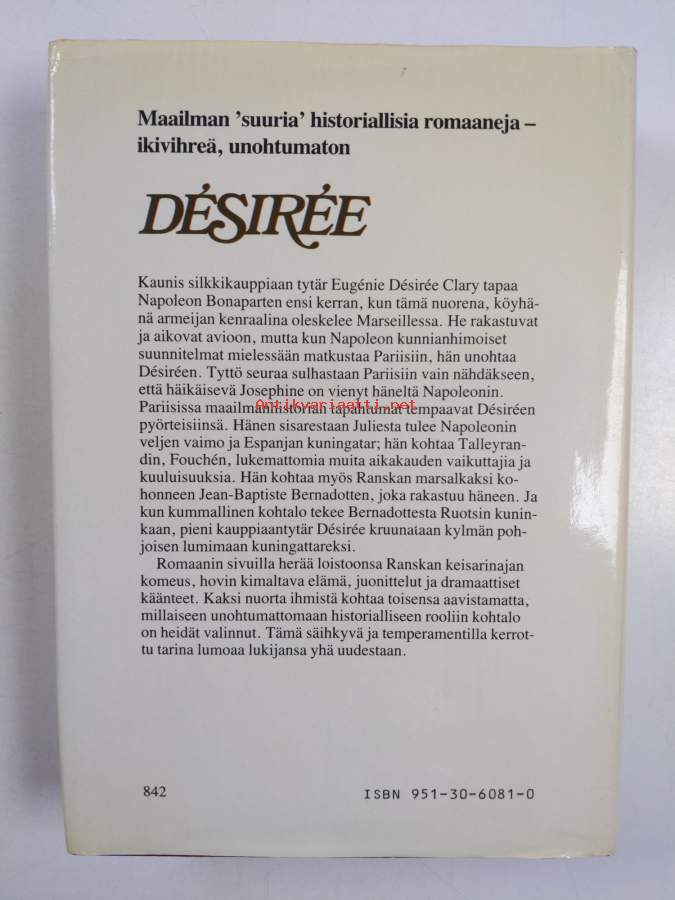 Maailman ’suuria’ historiallisia romaaneja –
ikivihreä, unohtumaton
DÉSIRÉE
Kaunis silkkikauppiaan tytär Eugénie Désirée Clary tapaa
Napoleon Bonaparten ensi kerran, kun tämä nuorena, köyhä-
nä armeijan kenraalina oleskelee Marseillessa. He rakastuvat
ja aikovat avioon, mutta kun Napoleon kunnianhimoiset
suunnitelmat mielessään matkustaa Pariisiin, hän unohtaa
Désiréen. Tyttö seuraa sulhastaan Pariisiin vain nähdäkseen,
että häikäisevä Josephine on vienyt häneltä Napoleonin.
Antikvariaatti.net
Pariisissa maailmanhistorian tapahtumat tempaavat Désiréen
pyörteisiinsä. Hänen sisarestaan Juliesta tulee Napoleonin
veljen vaimo ja Espanjan kuningatar; hän kohtaa Talleyran-
din, Fouchén, lukemattomia muita aikakauden vaikuttajia ja
kuuluisuuksia. Hän kohtaa myös Ranskan marsalkaksi ko-
honneen Jean-Baptiste Bernadotten, joka rakastuu häneen. Ja
kun kummallinen kohtalo tekee Bernadottesta Ruotsin kunin-
kaan, pieni kauppiaantytär Désirée kruunataan kylmän poh-
joisen lumimaan kuningattareksi.
Romaanin sivuilla herää loistoonsa Ranskan keisarinajan
komeus, hovin kimaltava elämä, juonittelut ja dramaattiset
käänteet. Kaksi nuorta ihmistä kohtaa toisensa aavistamatta,
millaiseen unohtumattomaan historialliseen rooliin kohtalo
on heidät valinnut. Tämä säihkyvä ja temperamentilla kerrot-
tu tarina lumoaa lukijansa yhä uudestaan.
842
ISBN 951-30-6081-0